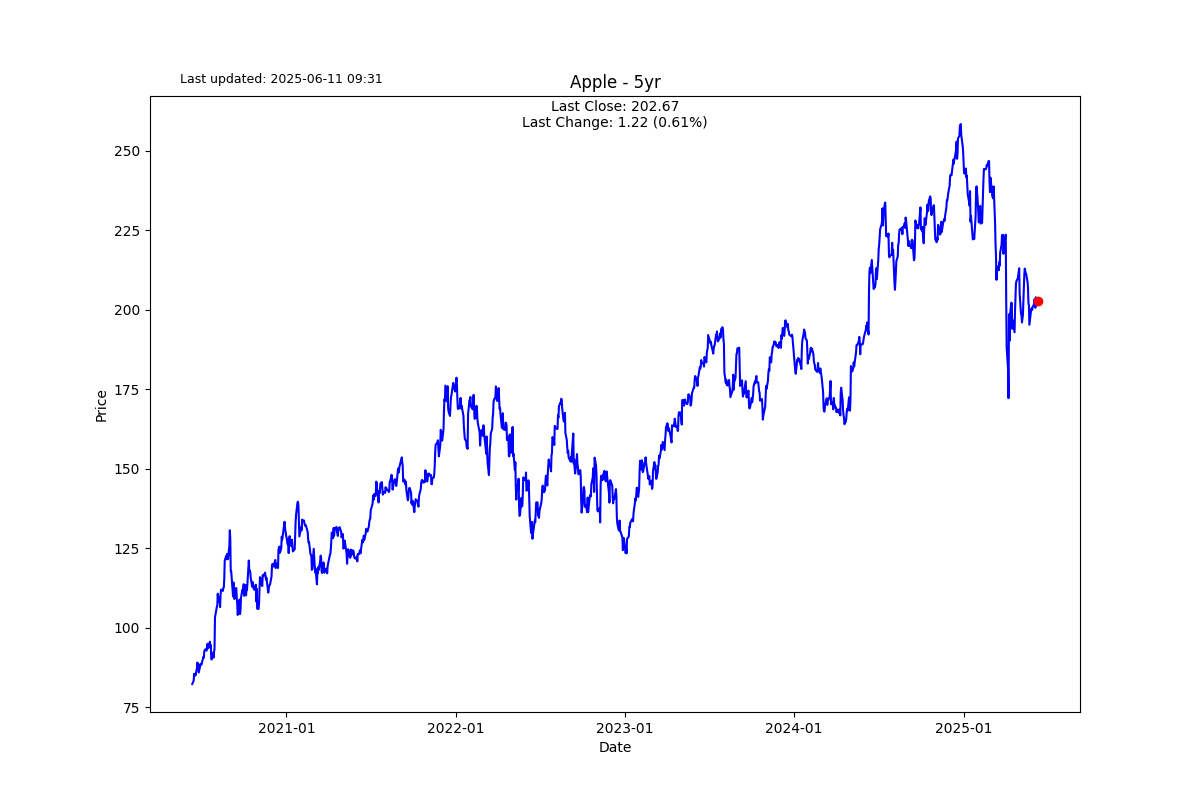 Last updated: 2025-06-11 09:31
Apple - 5yr
Last Close: 202.67
Last Change: 1.22 (0.61%)
250
225
200
175
150
125
100
75
Price
2021-01
2022-01
2023-01
2024-01
2025-01
Date